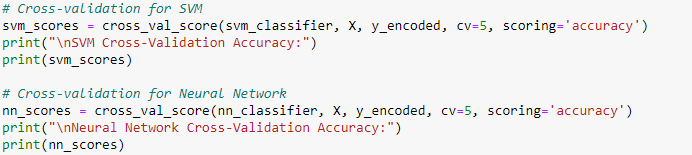 # Cross-validation for SVM
svm_scores = cross_val_score(svm_classifier, X, y_encoded, cv=5, scoring='accuracy')
print("\nSVM Cross-Validation Accuracy:")
print(svm_scores)

# Cross-validation for Neural Network
nn_scores = cross_val_score(nn_classifier, X, y_encoded, cv=5, scoring='accuracy')
print("\nNeural Network Cross-Validation Accuracy:")
print(nn_scores)